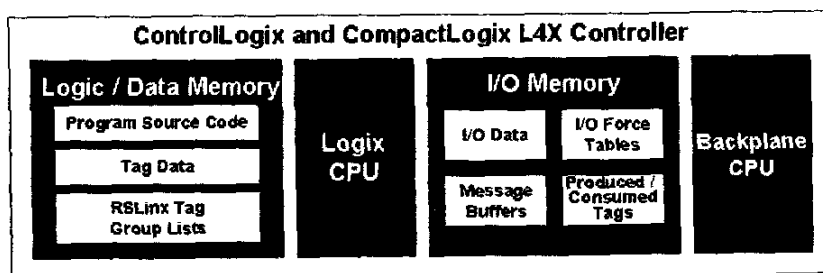 ControlLogix and CompactLogix L4X Controller
Logic / Data Memory
Program Source Code
Tag Data
RSLinx Tag
Group Lists
Logix
CPU
I/O Memory
I/O Data
I/O Force
Tables
Message
Buffers
Produced /
Consumed
Tags
Backplane
CPU